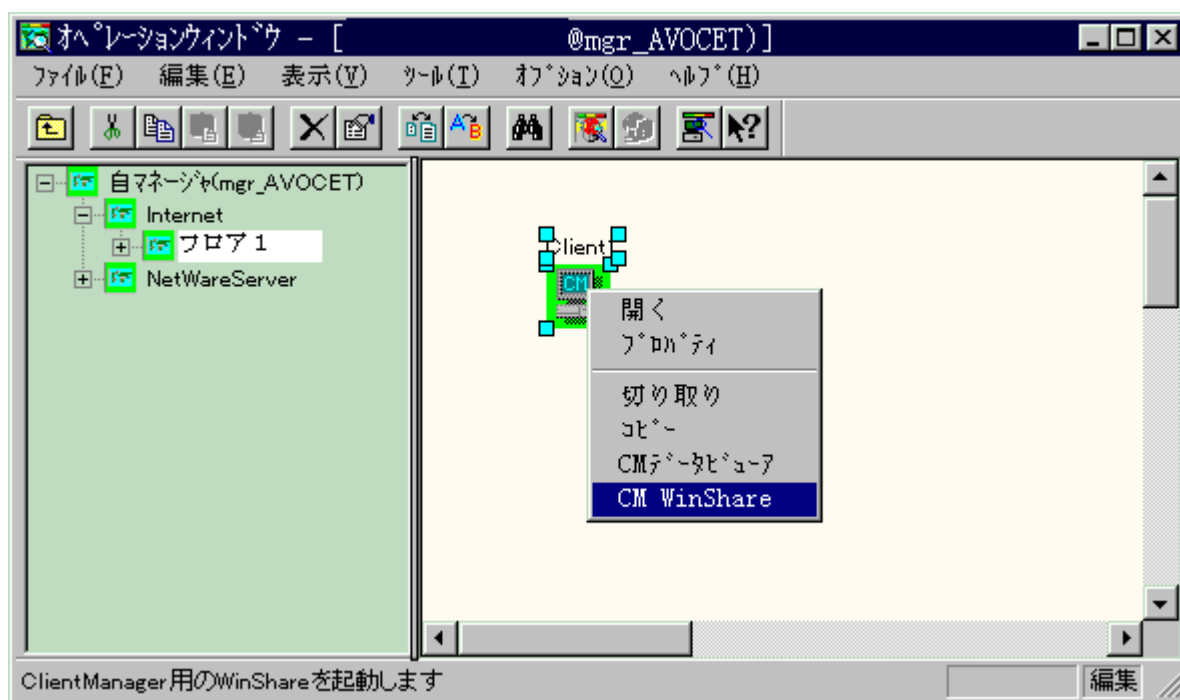 ｵﾍﾟﾚｰｼｮﾝｳｨﾝﾄﾞｳ - [ @mgr_AVOCET)]
ﾌｧｲﾙ(F) 編集(E) 表示(V) ﾂｰﾙ(T) ｵﾌﾟｼｮﾝ(O) ﾍﾙﾌﾟ(H)
自ﾏﾈｰｼﾞｬ(mgr_AVOCET)
Internet
フロア１
NetWareServer
Client1
CM
開く
ﾌﾟﾛﾊﾟﾃｨ
切り取り
ｺﾋﾟｰ
CMﾃﾞｰﾀﾋﾞｭｰｱ
CM WinShare
ClientManager用のWinShareを起動します
編集